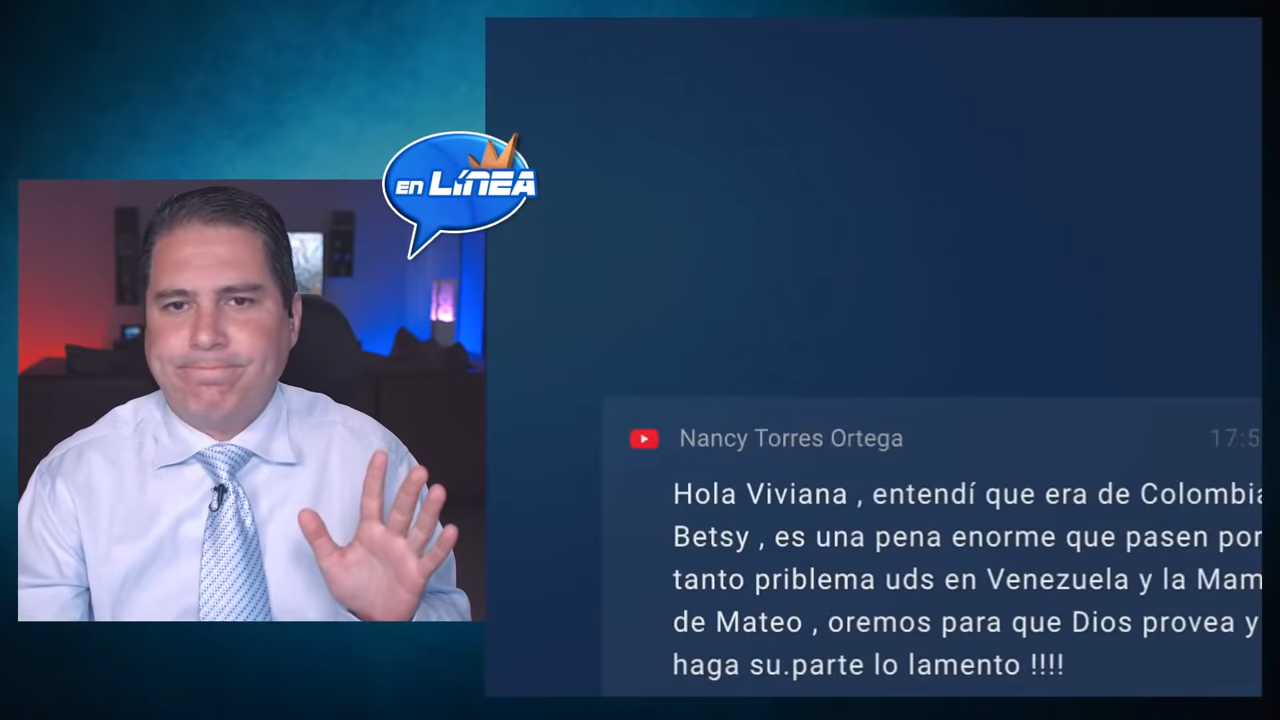 en LíNEA
Nancy Torres Ortega
17:5
Hola Viviana , entendí que era de Colombia
Betsy , es una pena enorme que pasen por
tanto priblema uds en Venezuela y la Mam
de Mateo , oremos para que Dios provea y
haga su.parte lo lamento !!!!